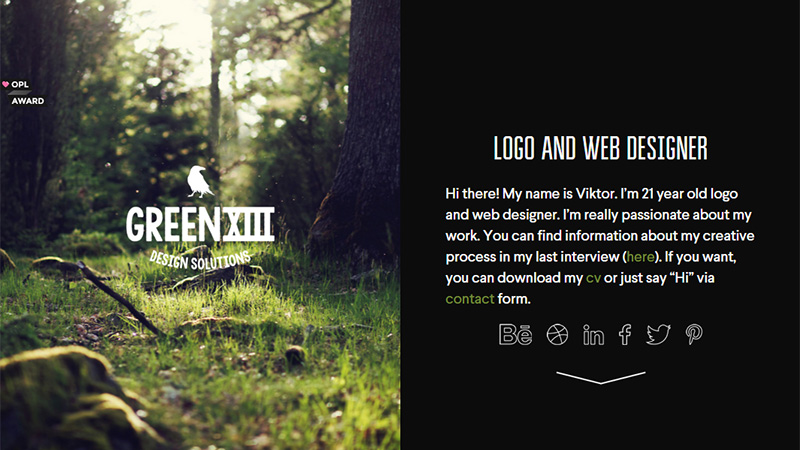 OPL
AWARD
GREENXIII
DESIGN SOLUTIONS
LOGO AND WEB DESIGNER
Hi there! My name is Viktor. I'm 21 year old logo
and web designer. I'm really passionate about my
work. You can find information about my creative
process in my last interview (here). If you want,
you can download my cv or just say “Hi” via
contact form.
Bē in f